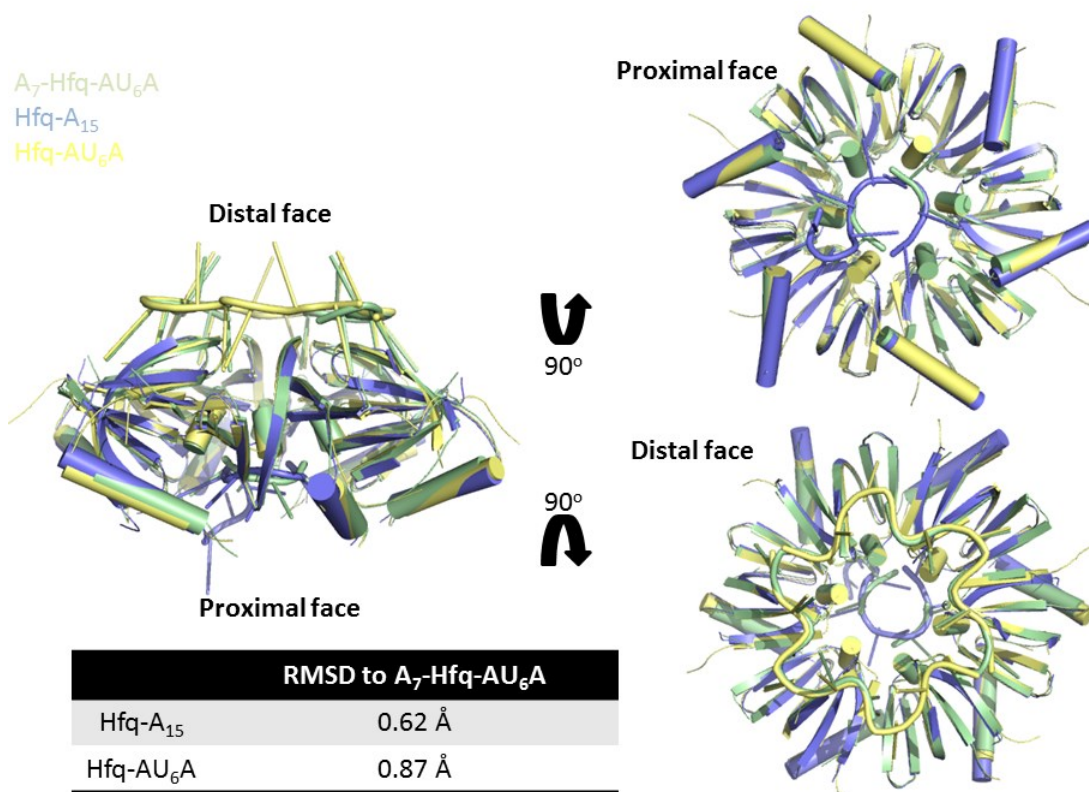 A₇-Hfq-AU₆A
Hfq-A₁₅
Hfq-AU₆A
Distal face
Proximal face
90°
90°
Proximal face
Distal face
RMSD to A₇-Hfq-AU₆A
Hfq-A₁₅ 0.62 Å
Hfq-AU₆A 0.87 Å